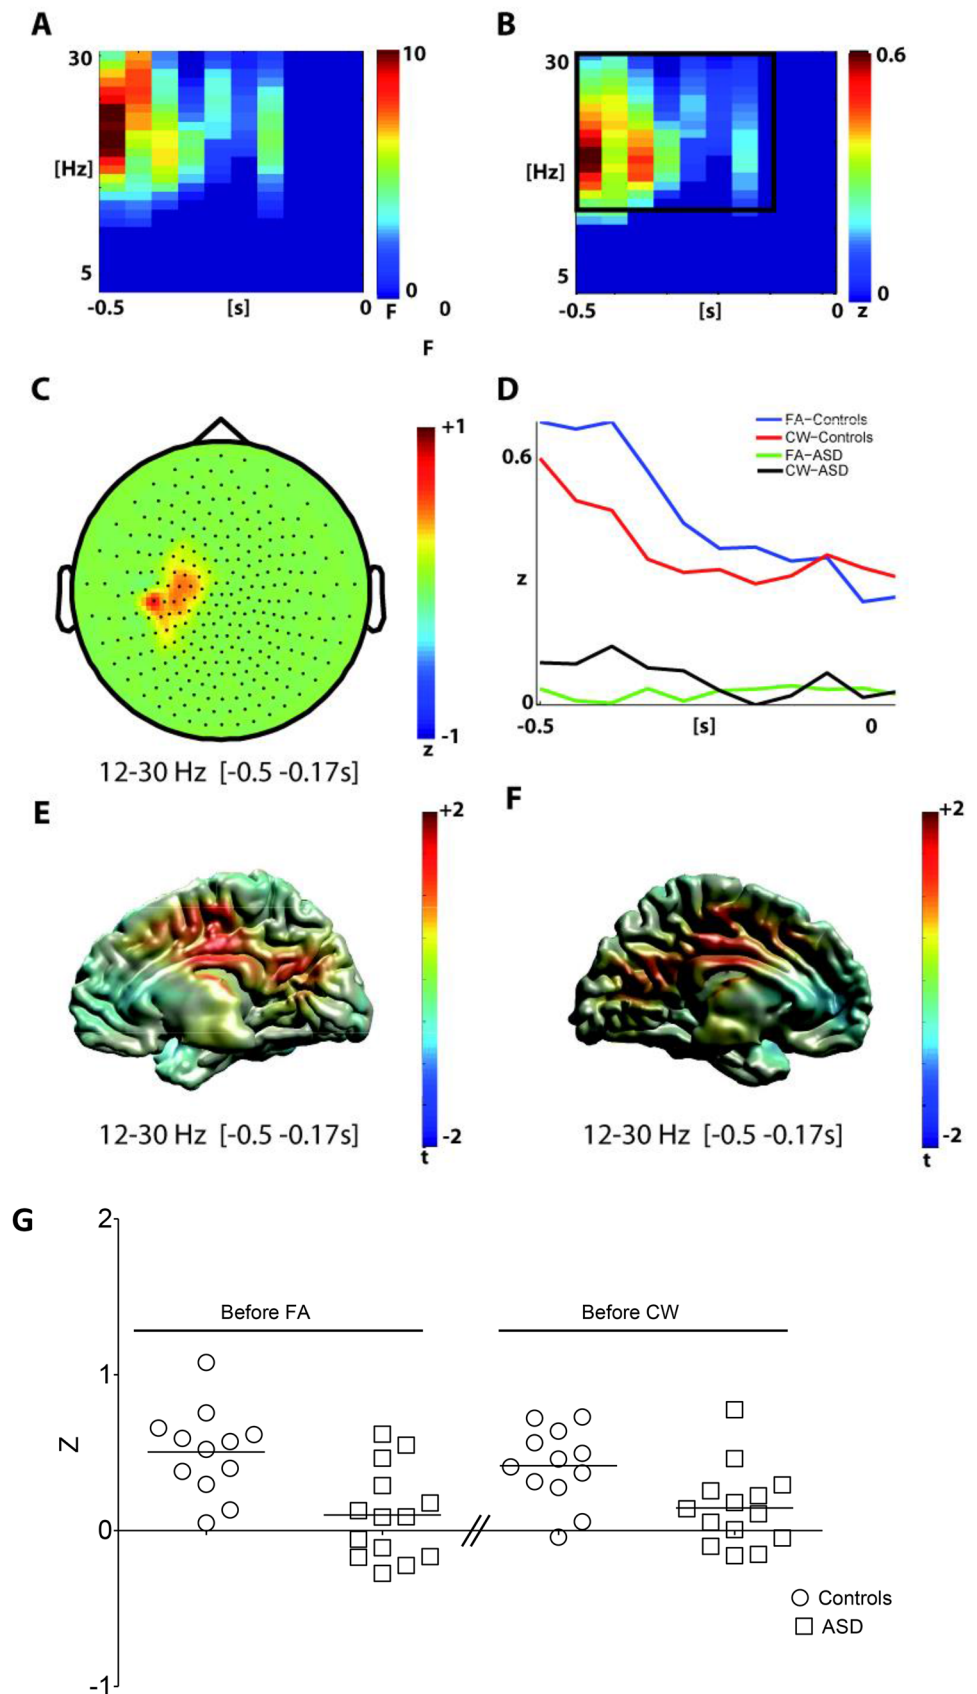 A
B
30
[Hz]
5
-0.5
[s]
0
10
0
F
0
F
30
[Hz]
5
-0.5
[s]
0
0.6
0
z
C
D
+1
-1
z
12-30 Hz [-0.5 -0.17s]
FA–Controls
CW–Controls
FA–ASD
CW–ASD
0.6
z
0
-0.5
[s]
0
E
F
+2
-2
t
12-30 Hz [-0.5 -0.17s]
+2
-2
t
12-30 Hz [-0.5 -0.17s]
G
2
1
Z
0
-1
Before FA
Before CW
Controls
ASD